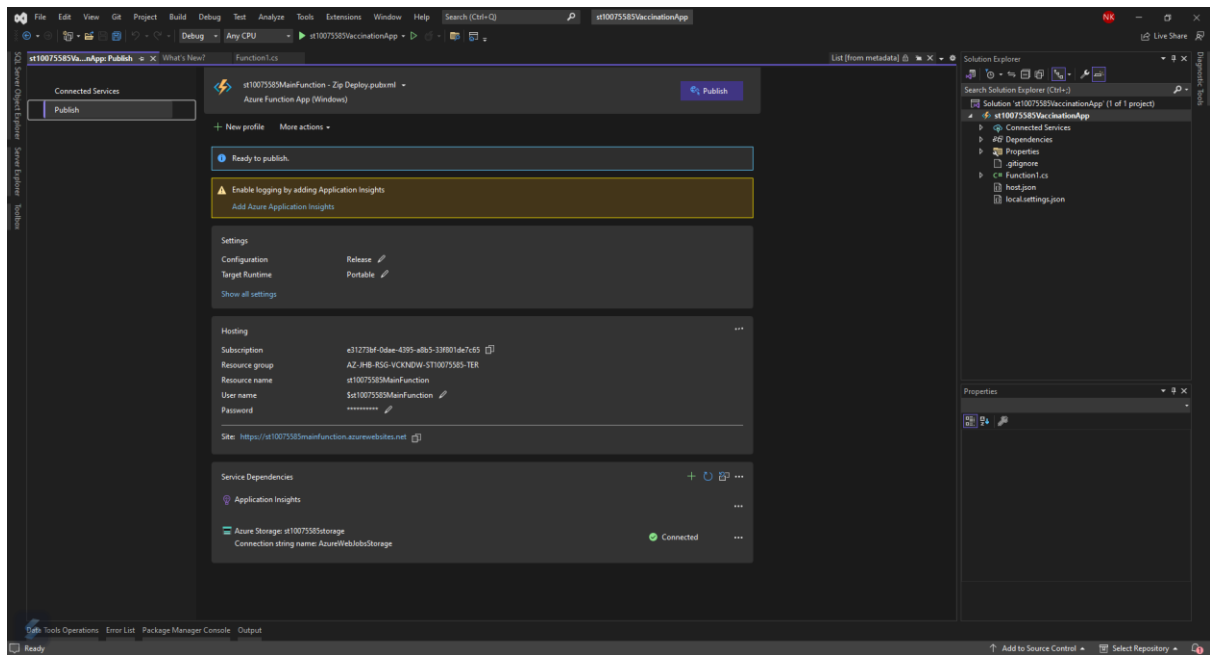 File Edit View Git Project Build Debug Test Analyze Tools Extensions Window Help Search (Ctrl+Q) st10075585VaccinationApp NK
Debug Any CPU st10075585VaccinationApp Live Share
st10075585Va...nApp: Publish What's New? Function1.cs List [from metadata] Solution Explorer
SQL Server Object Explorer
Server Explorer
Toolbox
Diagnostic Tools
Connected Services
Publish
st10075585MainFunction - Zip Deploy.pubxml
Azure Function App (Windows)
Publish
New profile More actions
Ready to publish.
Enable logging by adding Application Insights
Add Azure Application Insights
Settings
Configuration Release
Target Runtime Portable
Show all settings
Hosting
Subscription e31273bf-0dae-4395-a8b5-33f801de7c65
Resource group AZ-JHB-RSG-VCKNDW-ST10075585-TER
Resource name st10075585MainFunction
User name $st10075585MainFunction
Password **********
Site: https://st10075585mainfunction.azurewebsites.net
Service Dependencies
Application Insights
Azure Storage: st10075585storage
Connection string name: AzureWebJobsStorage
Connected
Search Solution Explorer (Ctrl+;)
Solution 'st10075585VaccinationApp' (1 of 1 project)
st10075585VaccinationApp
Connected Services
Dependencies
Properties
.gitignore
C# Function1.cs
host.json
local.settings.json
Properties
Data Tools Operations Error List Package Manager Console Output
Ready Add to Source Control Select Repository